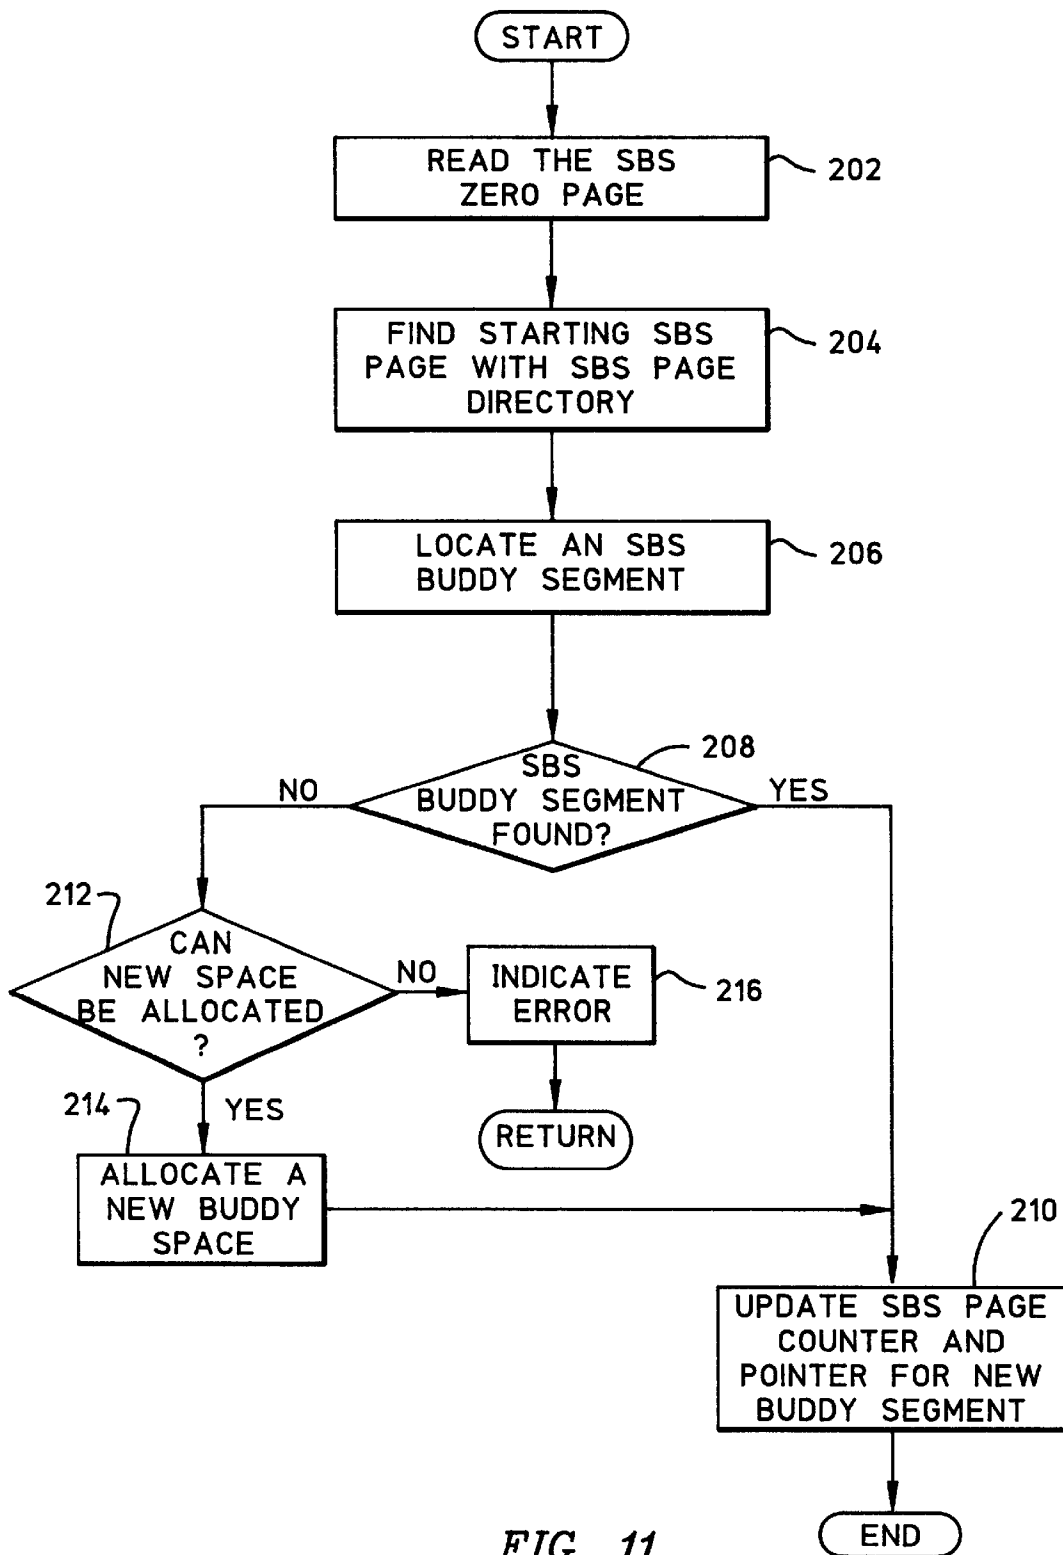 START
READ THE SBS
ZERO PAGE
202
FIND STARTING SBS
PAGE WITH SBS PAGE
DIRECTORY
204
LOCATE AN SBS
BUDDY SEGMENT
206
208
SBS
BUDDY SEGMENT
FOUND?
NO
YES
212
CAN
NEW SPACE
BE ALLOCATED
?
NO
INDICATE
ERROR
216
RETURN
YES
214
ALLOCATE A
NEW BUDDY
SPACE
210
UPDATE SBS PAGE
COUNTER AND
POINTER FOR NEW
BUDDY SEGMENT
END
FIG. 11